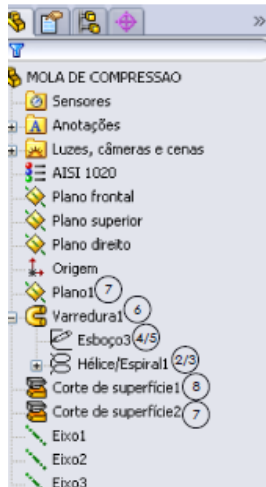 »
MOLA DE COMPRESSAO
Sensores
A Anotações
Luzes, câmeras e cenas
AISI 1020
Plano frontal
Plano superior
Plano direito
Origem
Plano1 7
Varredura1 6
Esboço3 4/5
Hélice/Espiral1 2/3
Corte de superfície1 8
Corte de superfície2 7
Eixo1
Eixo2
Eixo3